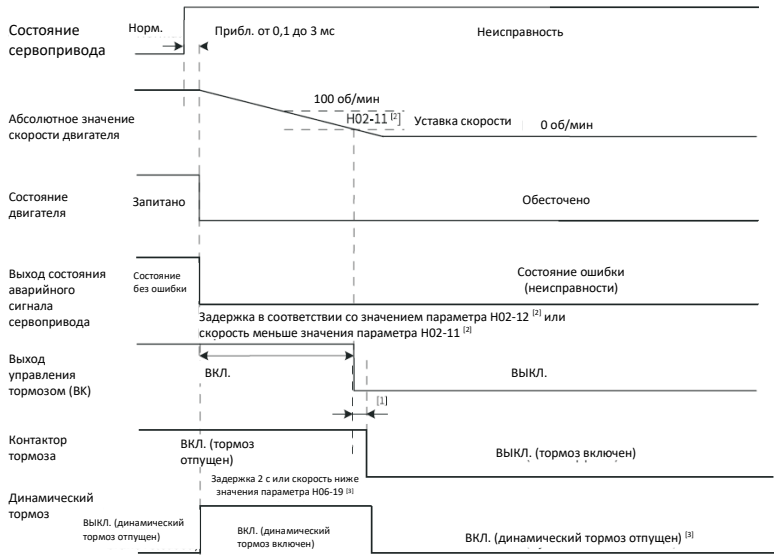 Состояние
сервопривода
Норм.
Прибл. от 0,1 до 3 мс
Неисправность
Абсолютное значение
скорости двигателя
100 об/мин
H02-11 [2]
Уставка скорости
0 об/мин
Состояние
двигателя
Запитано
Обесточено
Выход состояния
аварийного
сигнала
сервопривода
Состояние
без ошибки
Состояние ошибки
(неисправности)
Задержка в соответствии со значением параметра H02-12 [2] или
скорость меньше значения параметра H02-11 [2]
Выход
управления
тормозом (BK)
ВКЛ.
ВЫКЛ.
[1]
Контактор
тормоза
ВКЛ. (тормоз
отпущен)
ВЫКЛ. (тормоз включен)
Задержка 2 с или скорость ниже
значения параметра H06-19 [3]
Динамический
тормоз
ВЫКЛ. (динамический
тормоз отпущен)
ВКЛ. (динамический
тормоз включен)
ВКЛ. (динамический тормоз отпущен) [3]